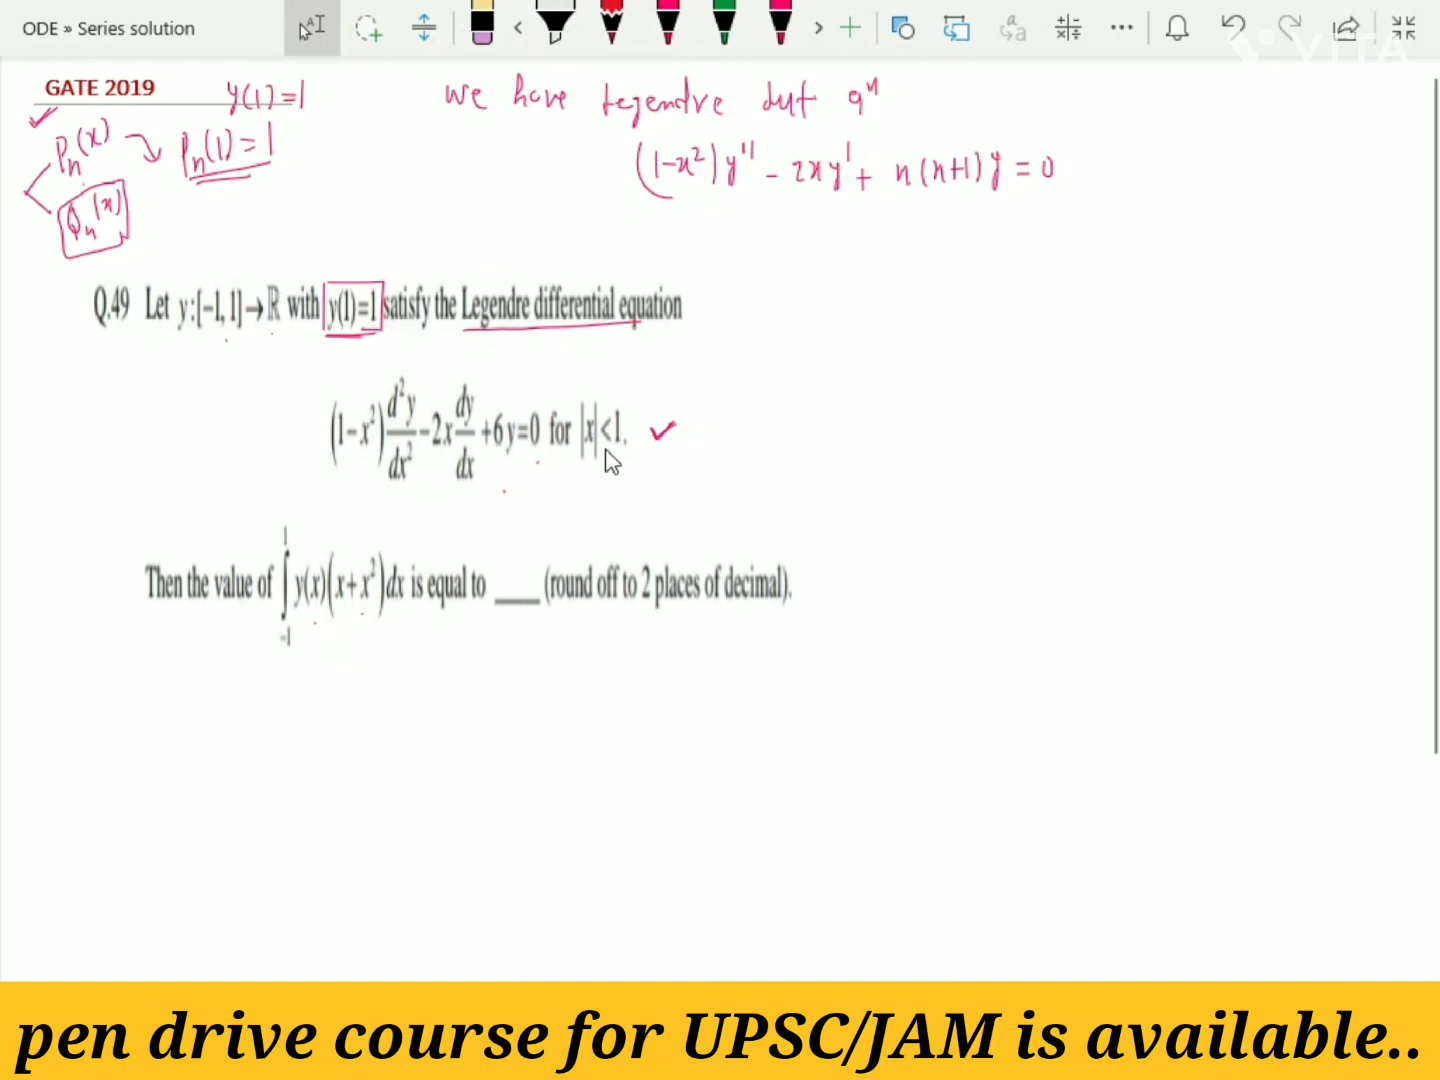 ODE » Series solution
VITA
GATE 2019
y(1)=1
we have legendre diff eqn
Pn(x)
Pn(1)=1
(1-x²)y'' - 2xy' + n(n+1)y = 0
Qn(x)
Q.49 Let y:[-1, 1]→ℝ with y(1)=1 satisfy the Legendre differential equation
(1-x²) d²y/dx² - 2x dy/dx + 6y=0 for |x|<1.
Then the value of ∫₋₁¹ y(x)(x+x²)dx is equal to ____ (round off to 2 places of decimal).
pen drive course for UPSC/JAM is available..